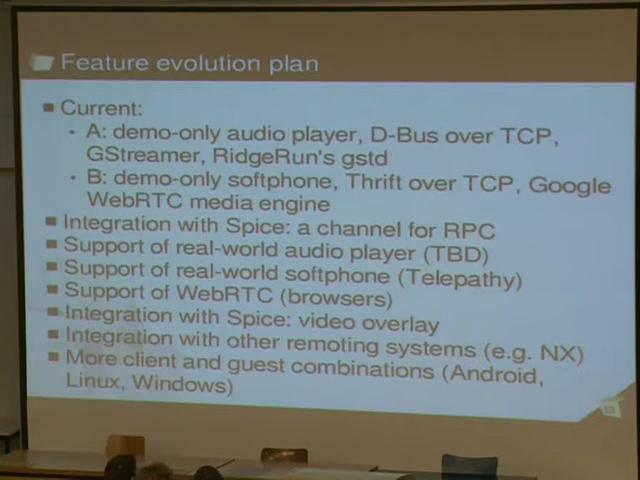 Feature evolution plan
Current:
A: demo-only audio player, D-Bus over TCP,
GStreamer, RidgeRun's gstd
B: demo-only softphone, Thrift over TCP, Google
WebRTC media engine
Integration with Spice: a channel for RPC
Support of real-world audio player (TBD)
Support of real-world softphone (Telepathy)
Support of WebRTC (browsers)
Integration with Spice: video overlay
Integration with other remoting systems (e.g. NX)
More client and guest combinations (Android,
Linux, Windows)
13